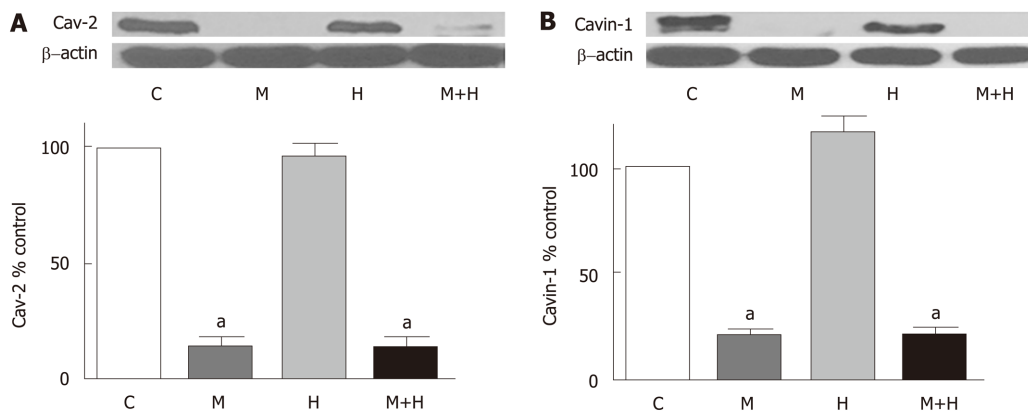 A
Cav-2
β–actin
C M H M+H
Cav-2 % control
100
50
0
a a
C M H M+H
B
Cavin-1
β–actin
C M H M+H
Cavin-1 % control
100
50
0
a a
C M H M+H